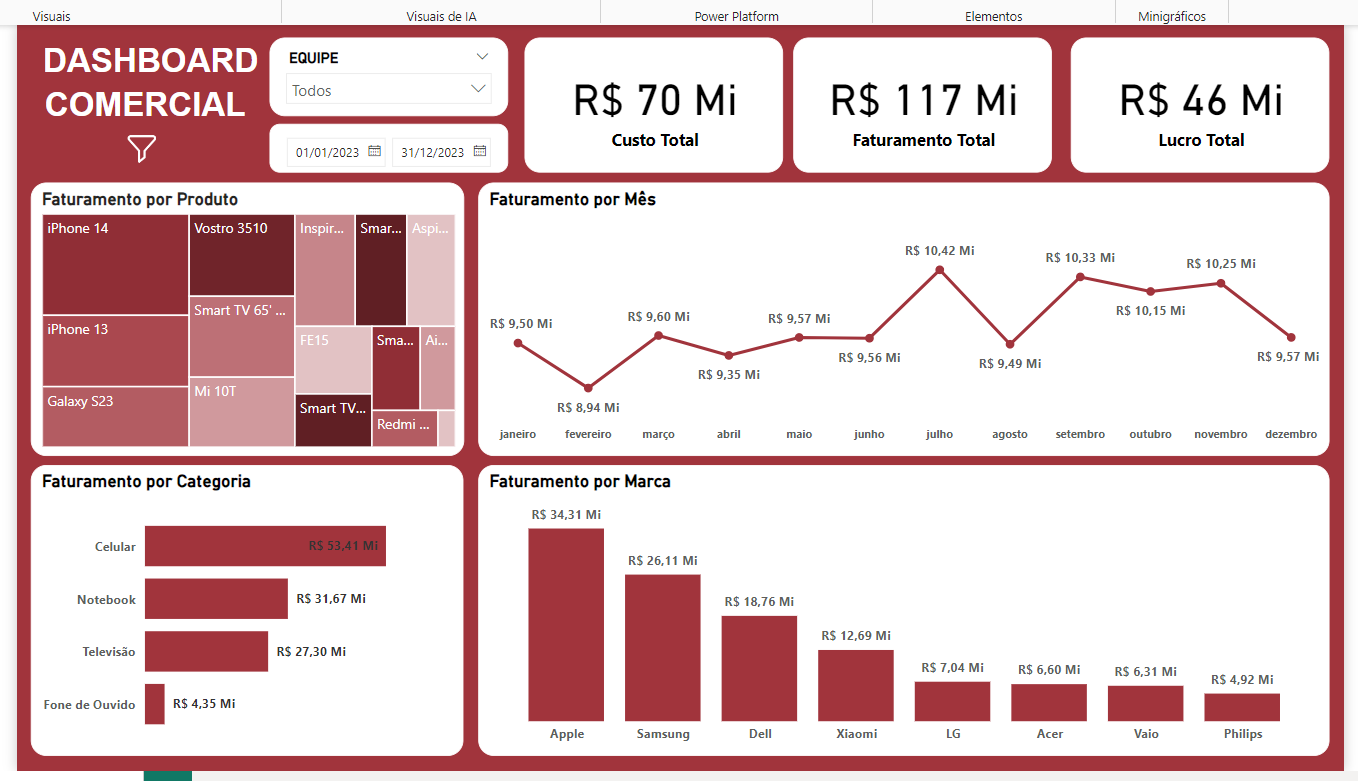 Visuais
Visuais de IA
Power Platform
Elementos
Minigráficos
DASHBOARD
COMERCIAL
EQUIPE
Todos
01/01/2023
31/12/2023
R$ 70 Mi
Custo Total
R$ 117 Mi
Faturamento Total
R$ 46 Mi
Lucro Total
Faturamento por Produto
iPhone 14
iPhone 13
Galaxy S23
Vostro 3510
Smart TV 65' ...
Mi 10T
Inspir...
Smar...
Aspi...
FE15
Smart TV...
Sma...
Ai...
Redmi ...
Faturamento por Mês
R$ 9,50 Mi
R$ 8,94 Mi
R$ 9,60 Mi
R$ 9,35 Mi
R$ 9,57 Mi
R$ 9,56 Mi
R$ 10,42 Mi
R$ 9,49 Mi
R$ 10,33 Mi
R$ 10,15 Mi
R$ 10,25 Mi
R$ 9,57 Mi
janeiro
fevereiro
março
abril
maio
junho
julho
agosto
setembro
outubro
novembro
dezembro
Faturamento por Categoria
Celular
R$ 53,41 Mi
Notebook
R$ 31,67 Mi
Televisão
R$ 27,30 Mi
Fone de Ouvido
R$ 4,35 Mi
Faturamento por Marca
R$ 34,31 Mi
R$ 26,11 Mi
R$ 18,76 Mi
R$ 12,69 Mi
R$ 7,04 Mi
R$ 6,60 Mi
R$ 6,31 Mi
R$ 4,92 Mi
Apple
Samsung
Dell
Xiaomi
LG
Acer
Vaio
Philips